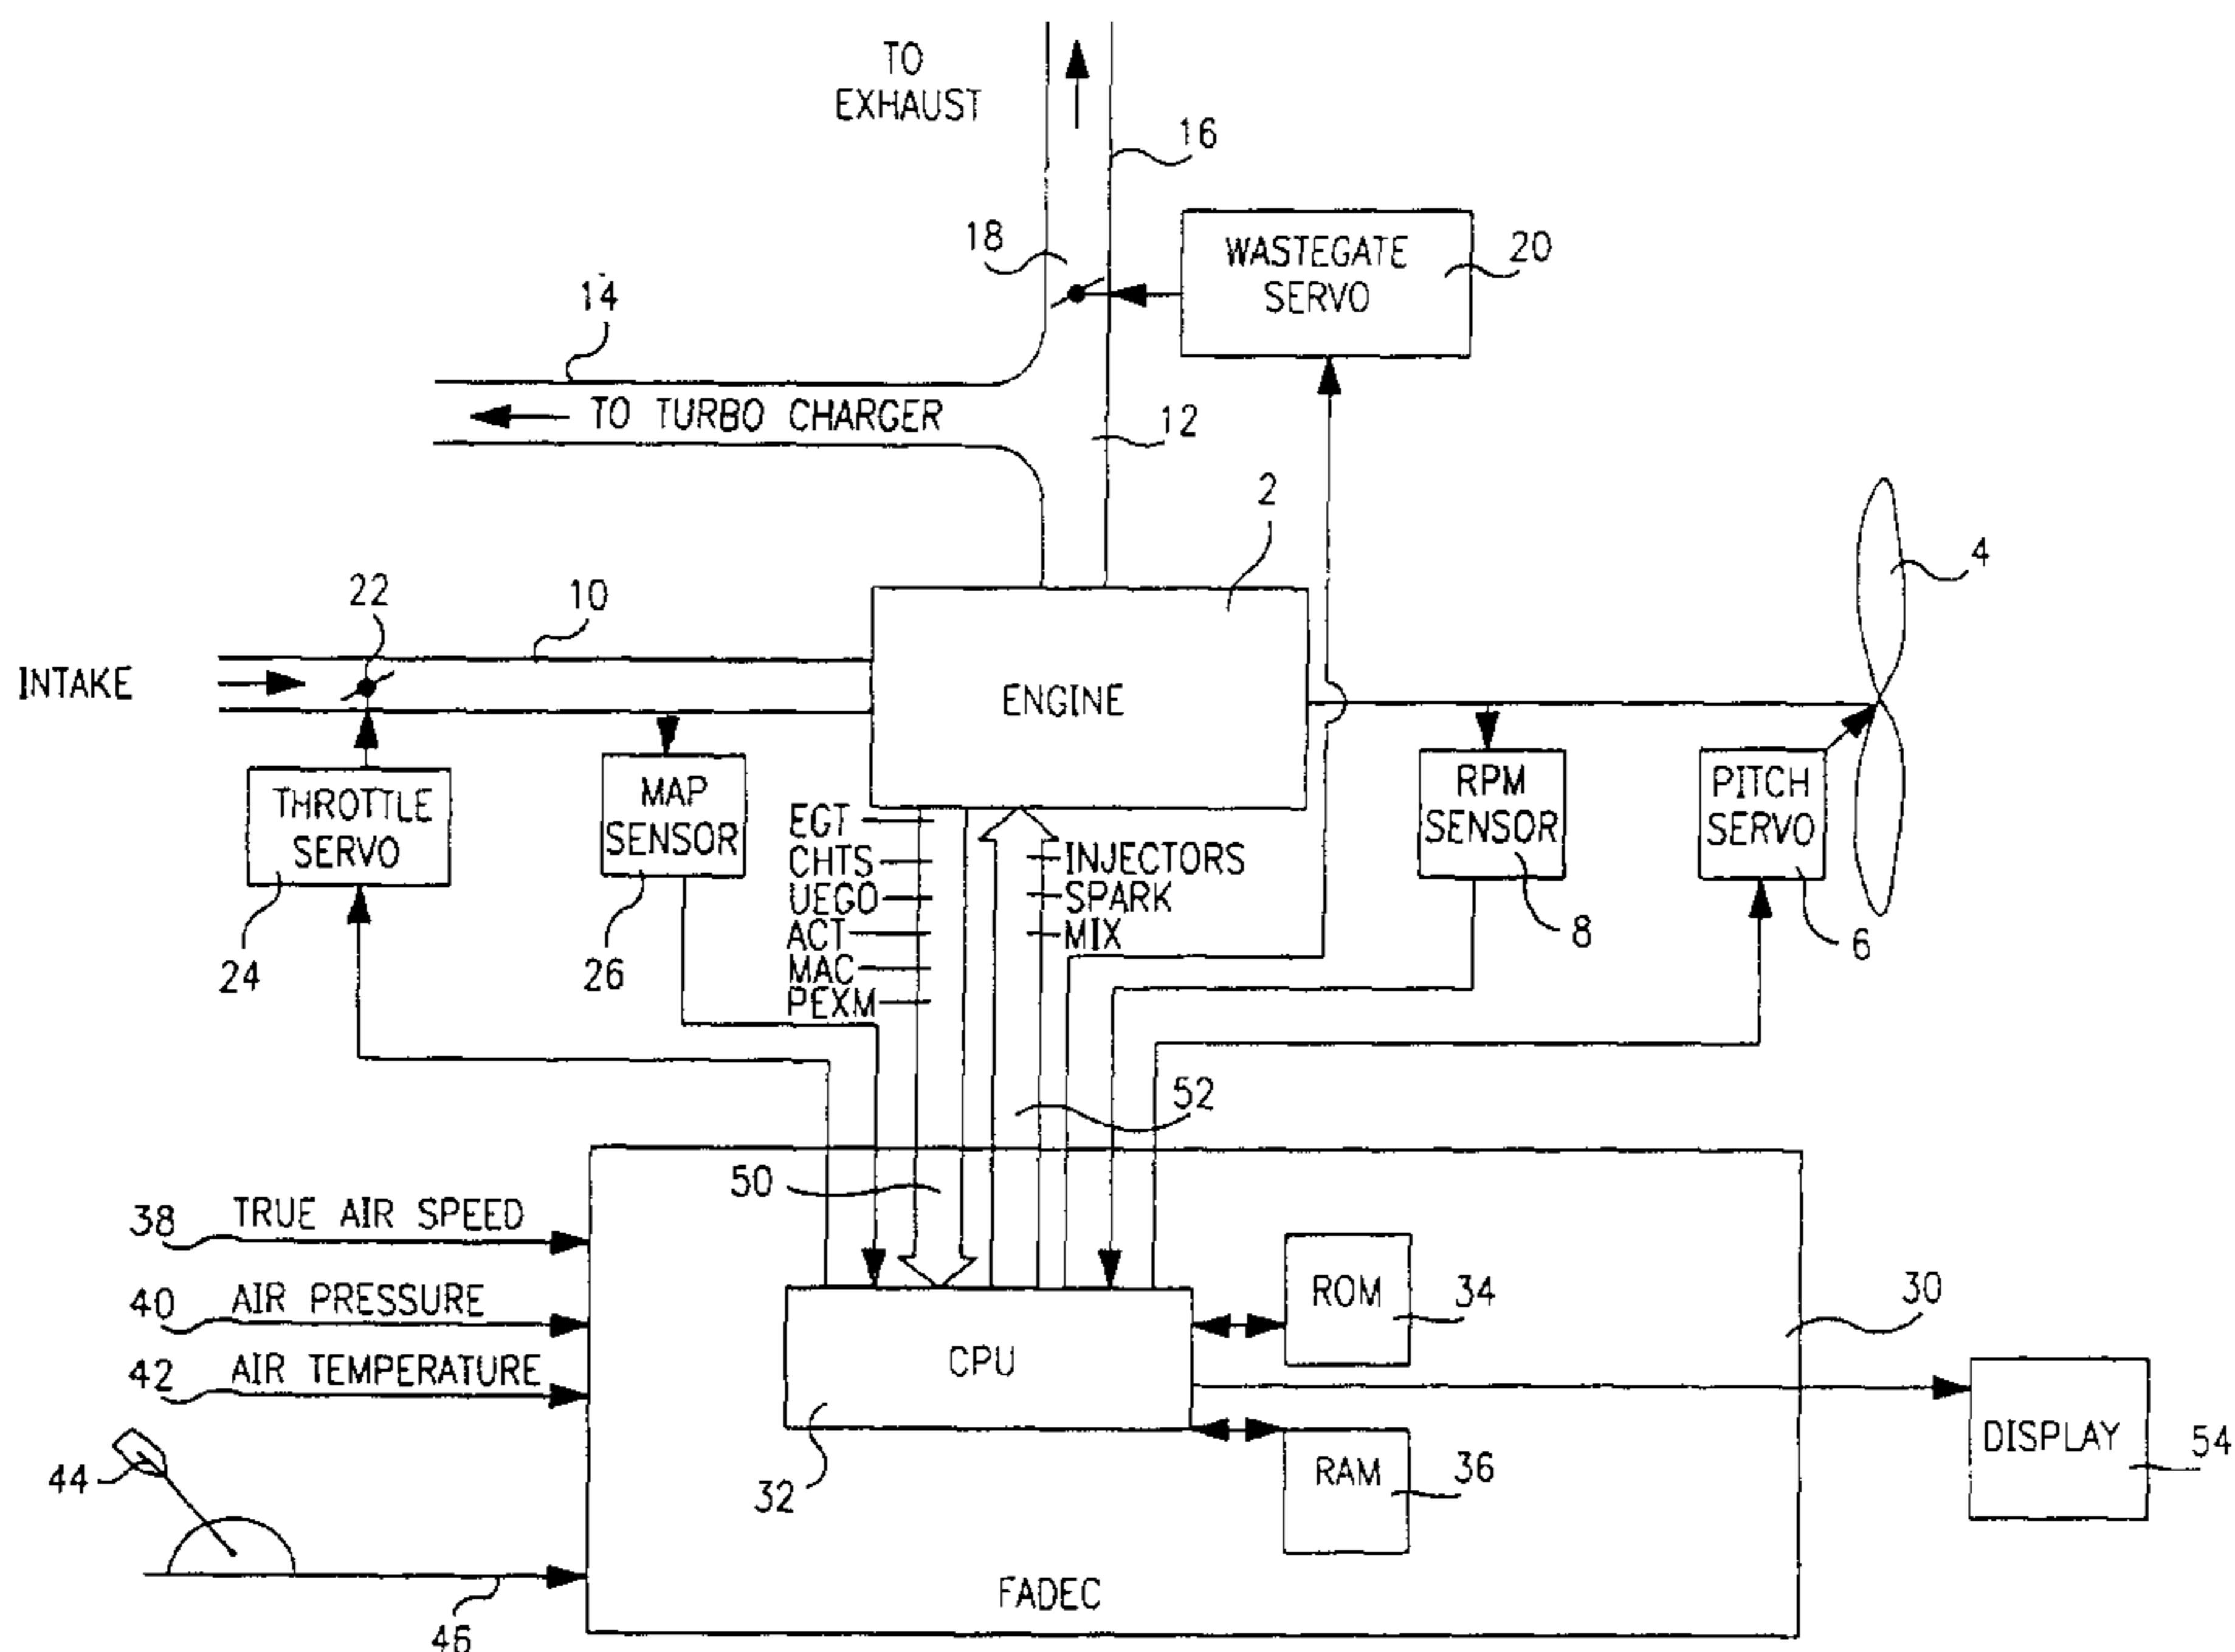 TO
EXHAUST
16
18
WASTEGATE
SERVO
20
14
TO TURBO CHARGER
12
2
4
22
10
INTAKE
ENGINE
THROTTLE
SERVO
MAP
SENSOR
RPM
SENSOR
PITCH
SERVO
24
26
8
6
EGT
CHTS
UEGO
ACT
MAC
PEXM
INJECTORS
SPARK
MIX
52
50
38
TRUE AIR SPEED
40
AIR PRESSURE
42
AIR TEMPERATURE
44
46
ROM
34
30
CPU
32
RAM
36
DISPLAY
54
FADEC